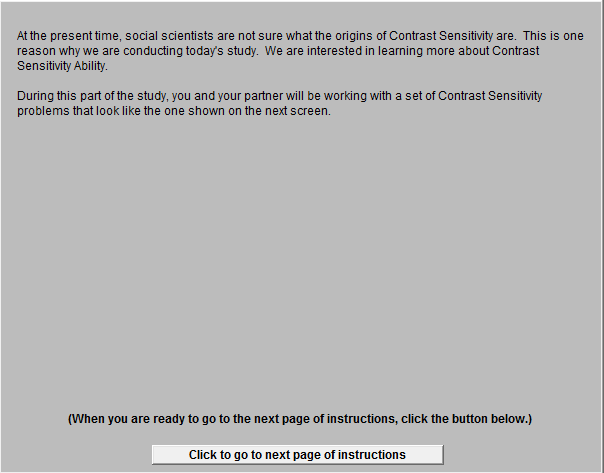 At the present time, social scientists are not sure what the origins of Contrast Sensitivity are.  This is one
reason why we are conducting today's study.  We are interested in learning more about Contrast
Sensitivity Ability.
During this part of the study, you and your partner will be working with a set of Contrast Sensitivity
problems that look like the one shown on the next screen.
(When you are ready to go to the next page of instructions, click the button below.)
Click to go to next page of instructions